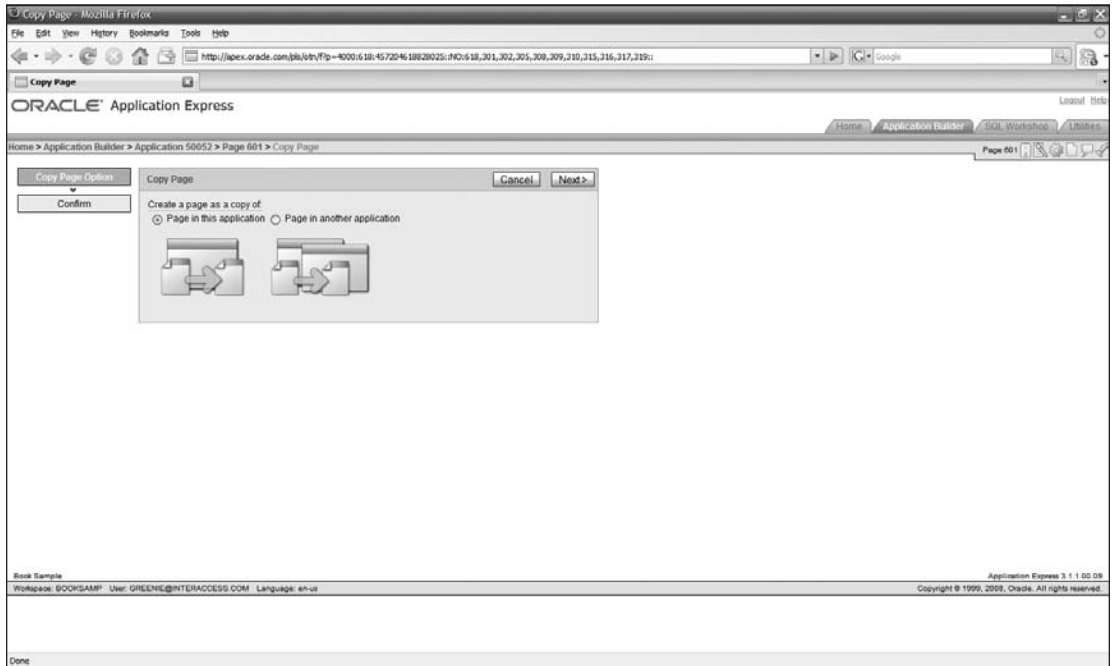 Copy Page - Mozilla Firefox
File Edit View History Bookmarks Tools Help
http://apex.oracle.com/pls/otn/f?p=4000:618:457204618828025::NO:618,301,302,305,308,309,310,315,316,317,319::
Google
Copy Page
ORACLE Application Express
Logout Help
Home Application Builder SQL Workshop Utilities
Home > Application Builder > Application 50052 > Page 601 > Copy Page
Page 601
Copy Page Option
Copy Page
Cancel Next >
Confirm
Create a page as a copy of:
Page in this application Page in another application
Book Sample
Application Express 3.1.1.00.09
Workspace: BOOKSAMP User: GREENIE@INTERACCESS.COM Language: en-us
Copyright © 1999, 2008, Oracle. All rights reserved.
Done